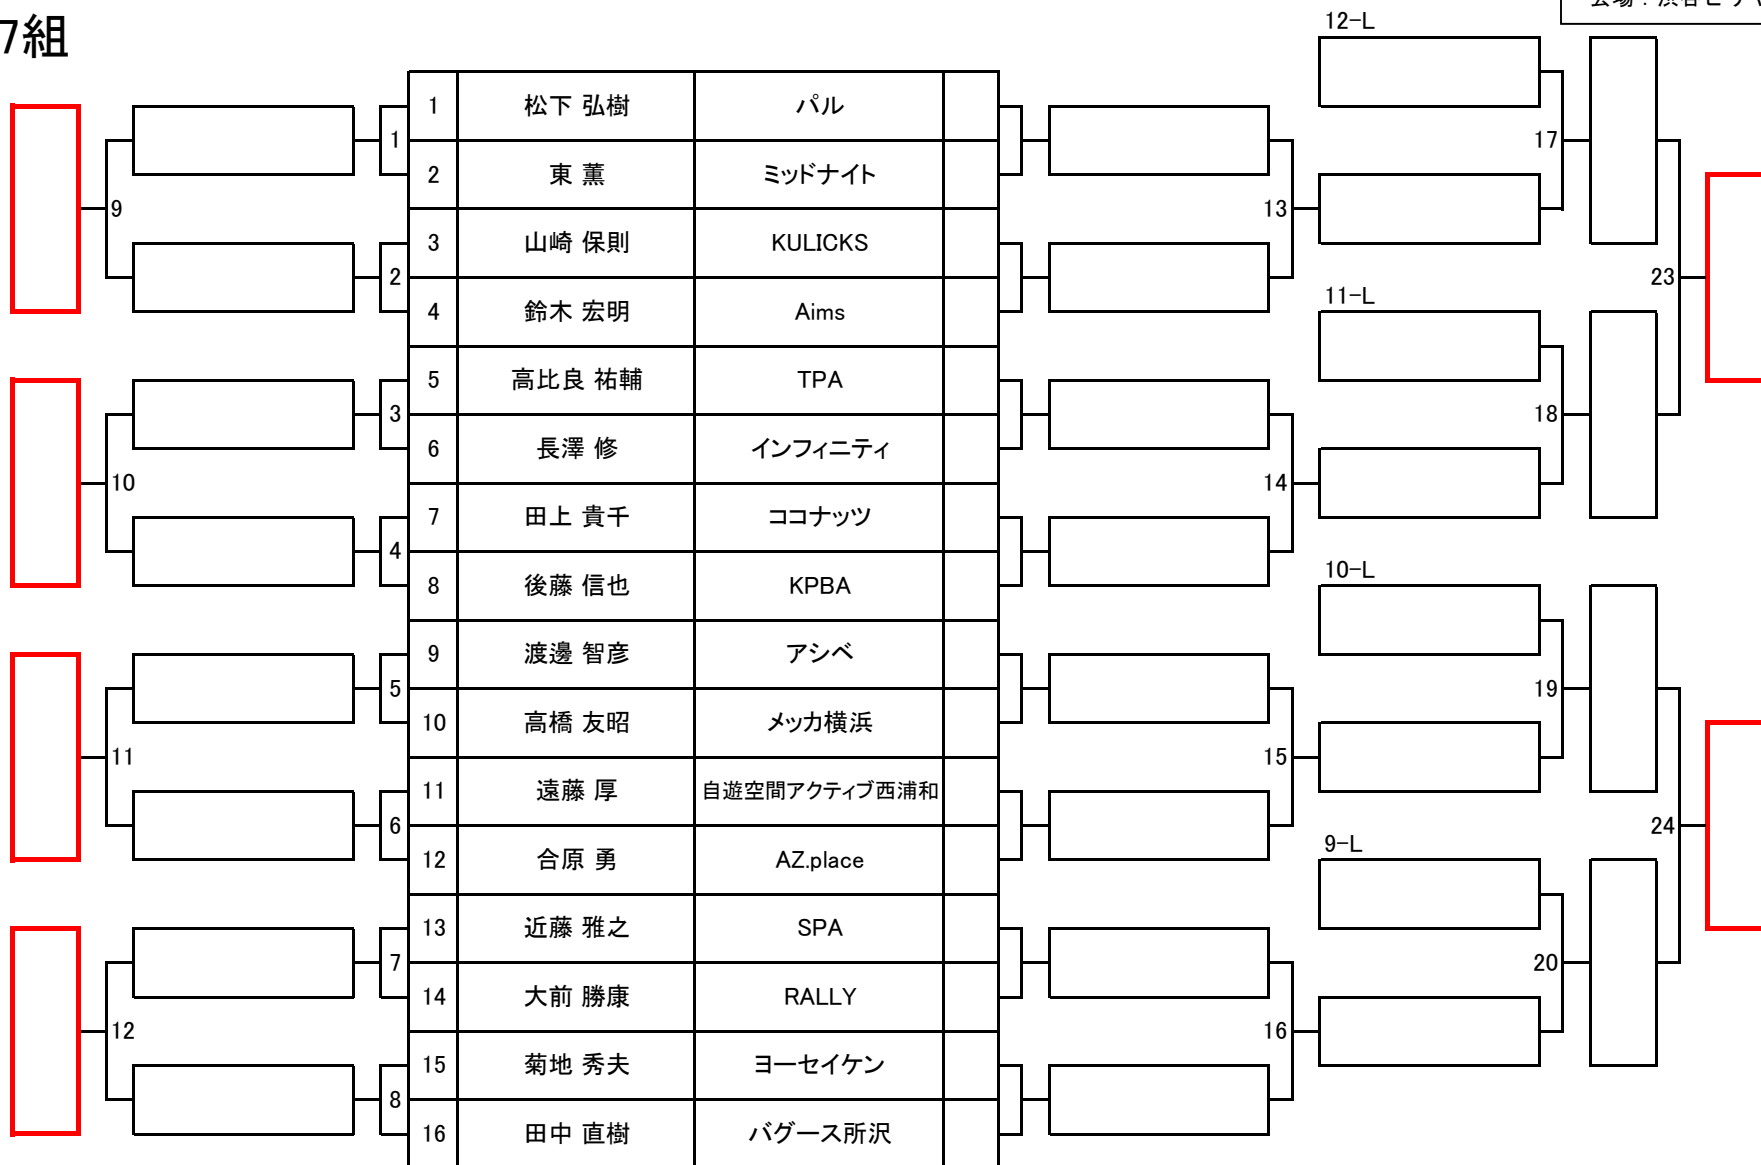 7組
12-L
1 松下 弘樹 パル
1
17
2 東 薫 ミッドナイト
9
13
3 山崎 保則 KULICKS
2
23
11-L
4 鈴木 宏明 Aims
5 高比良 祐輔 TPA
3
18
6 長澤 修 インフィニティ
10
14
7 田上 貴千 ココナッツ
4
10-L
8 後藤 信也 KPBA
9 渡邊 智彦 アシベ
5
19
10 高橋 友昭 メッカ横浜
11
15
11 遠藤 厚 自遊空間アクティブ西浦和
6
24
9-L
12 合原 勇 AZ.place
13 近藤 雅之 SPA
7
20
14 大前 勝康 RALLY
12
16
15 菊地 秀夫 ヨーセイケン
8
16 田中 直樹 バグース所沢